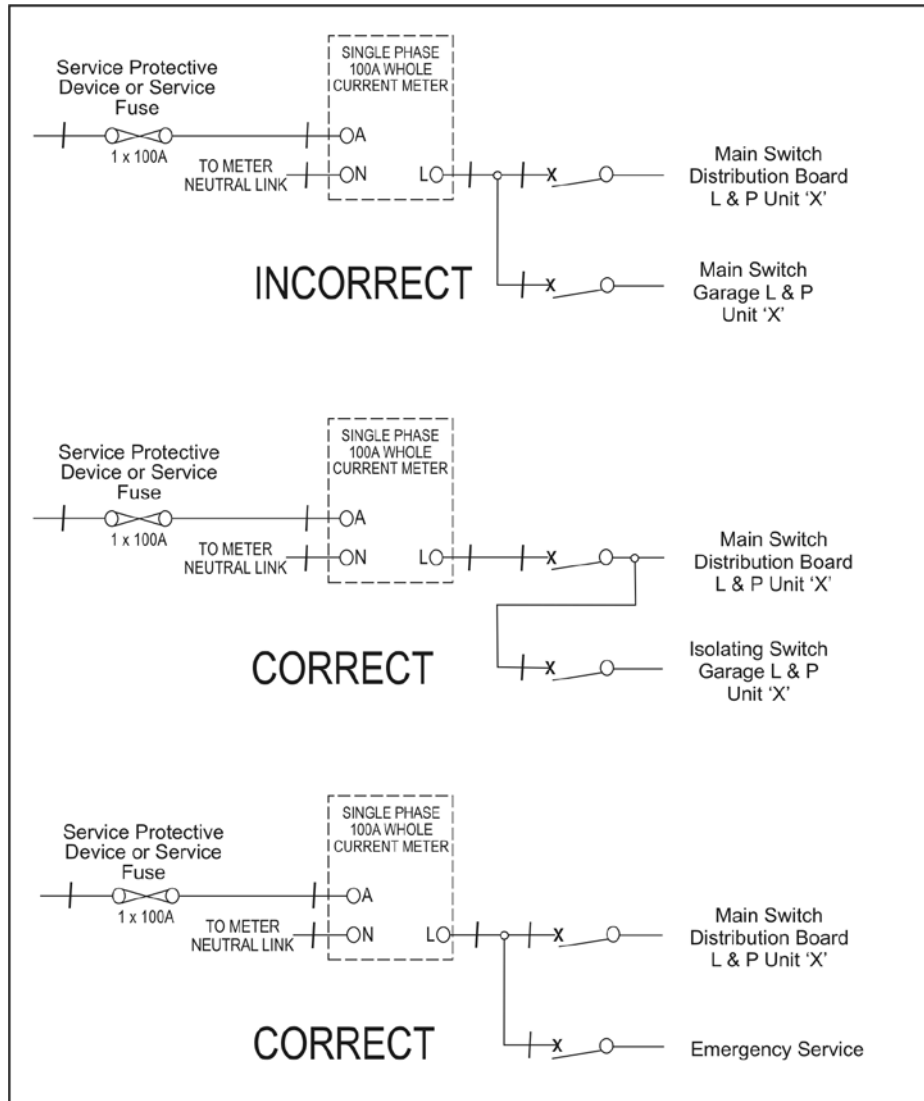 SINGLE PHASE
100A WHOLE
CURRENT METER
Service Protective
Device or Service
Fuse
1 x 100A
A
TO METER
NEUTRAL LINK
N
L
X
Main Switch
Distribution Board
L & P Unit ‘X’
INCORRECT
X
Main Switch
Garage L & P
Unit ‘X’
SINGLE PHASE
100A WHOLE
CURRENT METER
Service Protective
Device or Service
Fuse
1 x 100A
A
TO METER
NEUTRAL LINK
N
L
X
Main Switch
Distribution Board
L & P Unit ‘X’
CORRECT
X
Isolating Switch
Garage L & P
Unit ‘X’
SINGLE PHASE
100A WHOLE
CURRENT METER
Service Protective
Device or Service
Fuse
1 x 100A
A
TO METER
NEUTRAL LINK
N
L
X
Main Switch
Distribution Board
L & P Unit ‘X’
CORRECT
X
Emergency Service